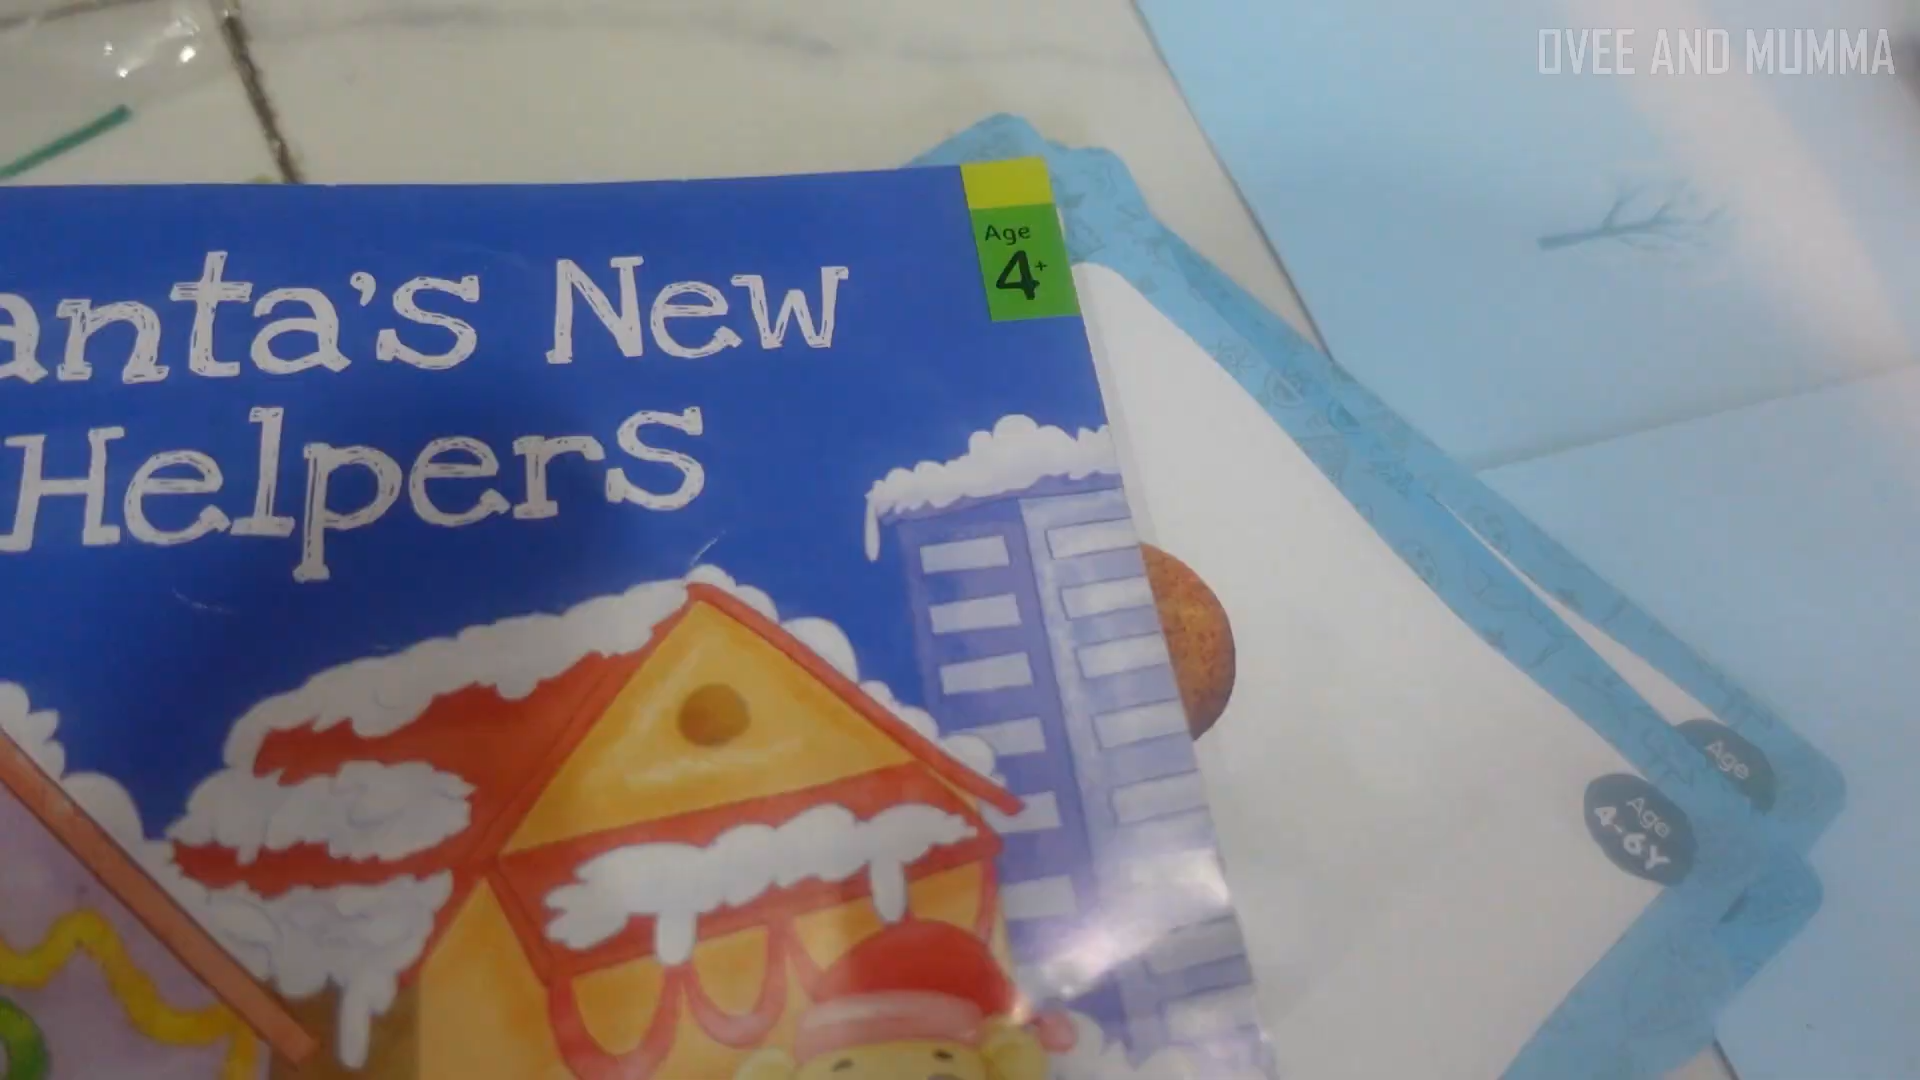 OVEE AND MUMMA
Age
4+
anta's New
Helpers
Age
Age
4-6Y